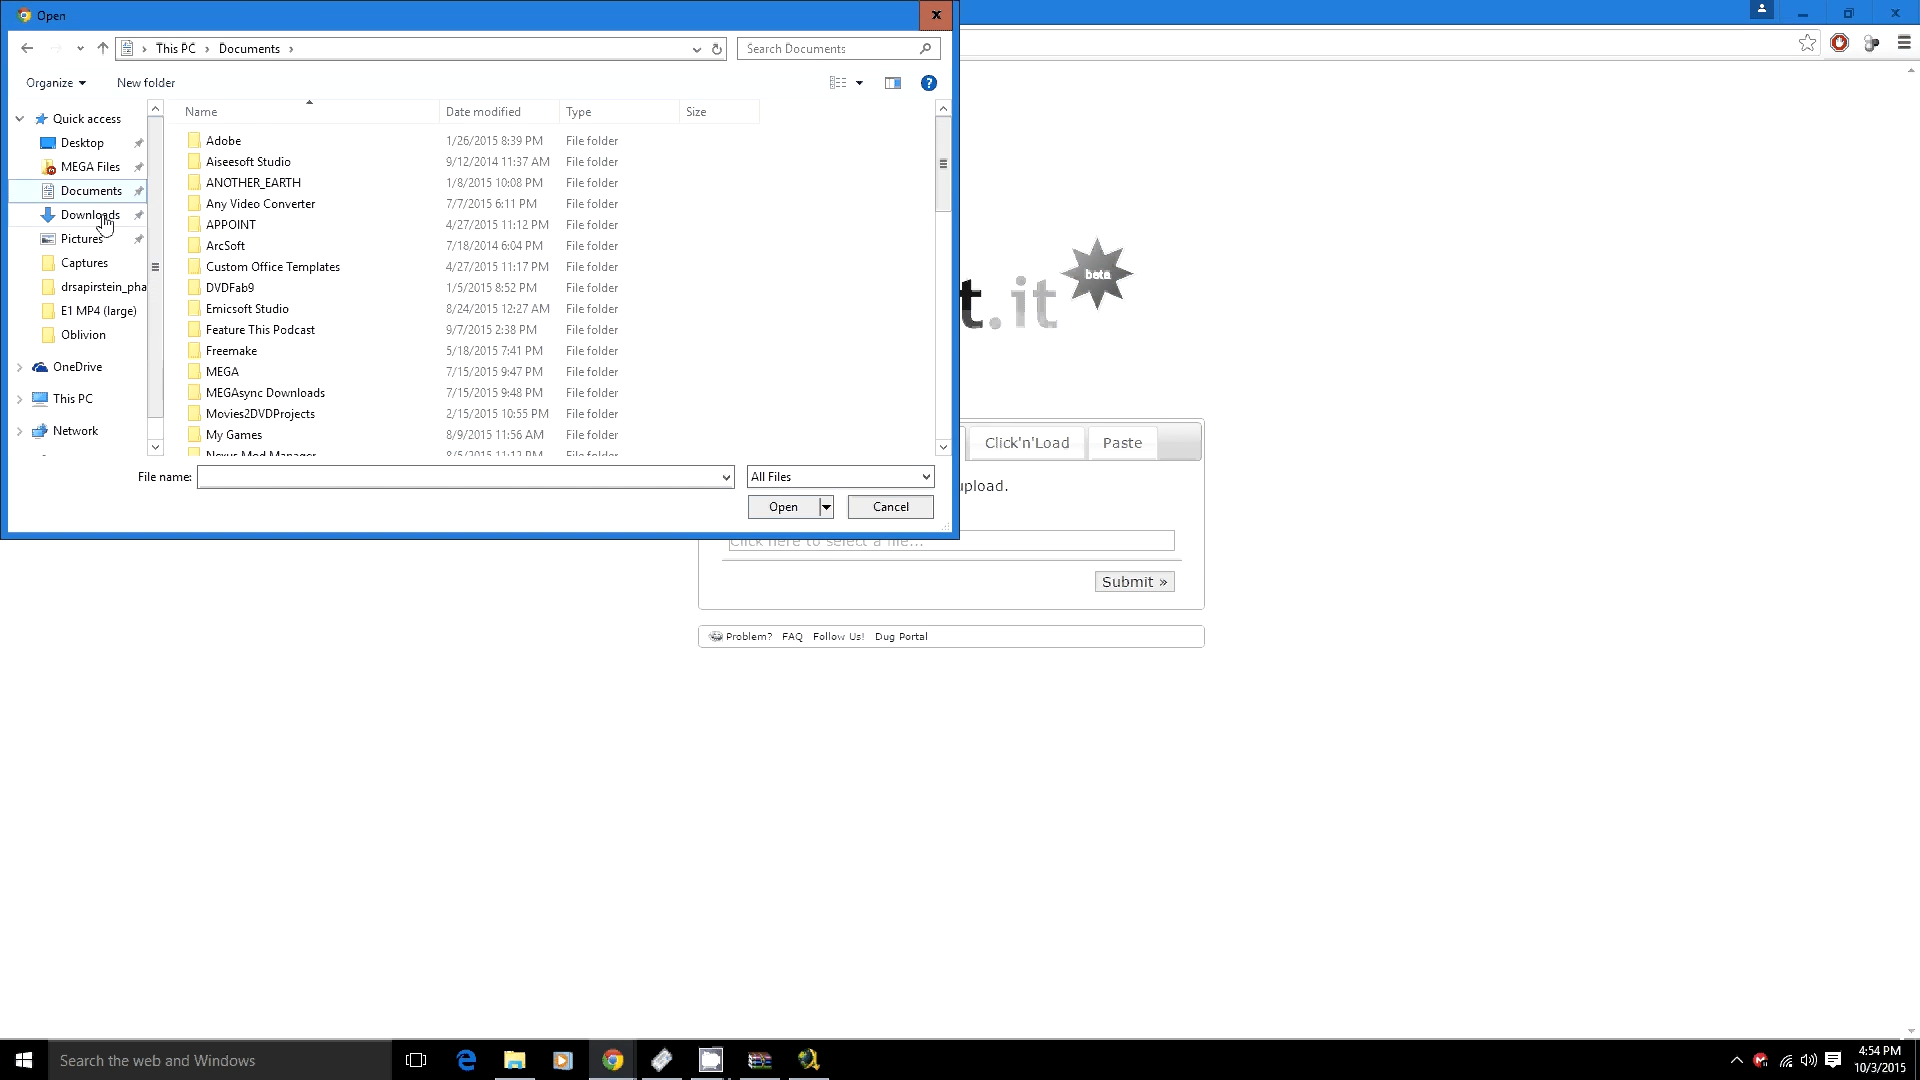 Open
This PC > Documents >
Search Documents
Organize
New folder
Name
Date modified
Type
Size
Quick access
Desktop
MEGA Files
Documents
Downloads
Pictures
Captures
drsapirstein_pha
E1 MP4 (large)
Oblivion
OneDrive
This PC
Network
Adobe 1/26/2015 8:39 PM File folder
Aiseesoft Studio 9/12/2014 11:37 AM File folder
ANOTHER_EARTH 1/8/2015 10:08 PM File folder
Any Video Converter 7/7/2015 6:11 PM File folder
APPOINT 4/27/2015 11:12 PM File folder
ArcSoft 7/18/2014 6:04 PM File folder
Custom Office Templates 4/27/2015 11:17 PM File folder
DVDFab9 1/5/2015 8:52 PM File folder
Emicsoft Studio 8/24/2015 12:27 AM File folder
Feature This Podcast 9/7/2015 2:38 PM File folder
Freemake 5/18/2015 7:41 PM File folder
MEGA 7/15/2015 9:47 PM File folder
MEGAsync Downloads 7/15/2015 9:48 PM File folder
Movies2DVDProjects 2/15/2015 10:55 PM File folder
My Games 8/9/2015 11:56 AM File folder
Nexus Mod Manager 8/5/2015 11:12 PM File folder
File name:
All Files
Open
Cancel
t.it
beta
Click'n'Load
Paste
upload.
Click here to select a file...
Submit »
Problem? FAQ Follow Us! Dug Portal
Search the web and Windows
4:54 PM
10/3/2015